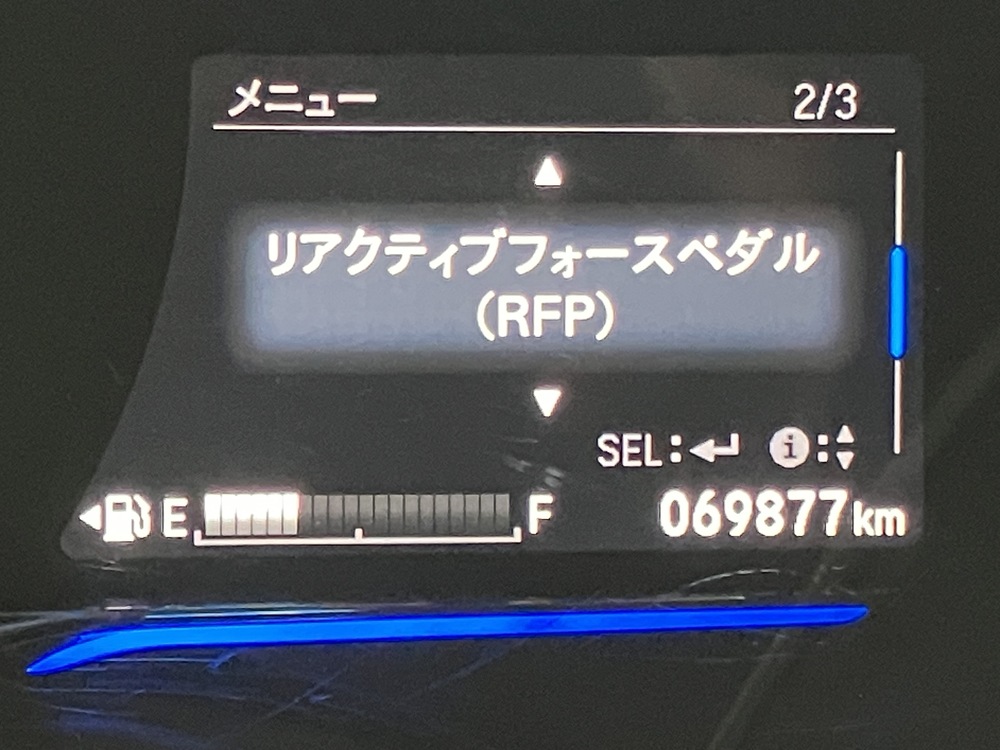 メニュー 2/3
リアクティブフォースペダル
(RFP)
SEL: i:
E F 069877km